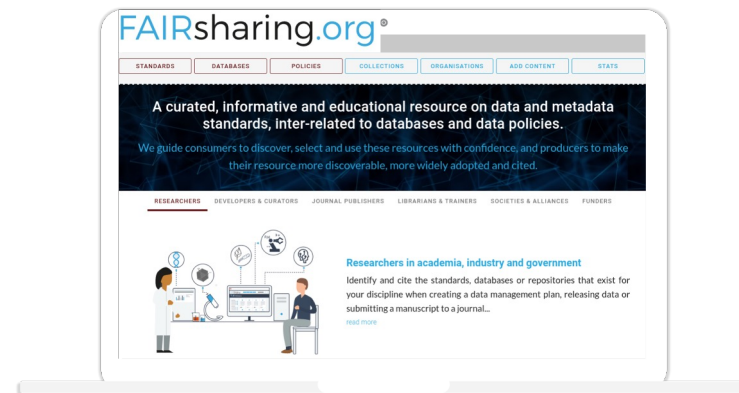 FAIRsharing.org
STANDARDS DATABASES POLICIES COLLECTIONS ORGANISATIONS ADD CONTENT STATS
A curated, informative and educational resource on data and metadata
standards, inter-related to databases and data policies.
We guide consumers to discover, select and use these resources with confidence, and producers to make
their resource more discoverable, more widely adopted and cited.
RESEARCHERS DEVELOPERS & CURATORS JOURNAL PUBLISHERS LIBRARIANS & TRAINERS SOCIETIES & ALLIANCES FUNDERS
Researchers in academia, industry and government
Identify and cite the standards, databases or repositories that exist for
your discipline when creating a data management plan, releasing data or
submitting a manuscript to a journal...
read more